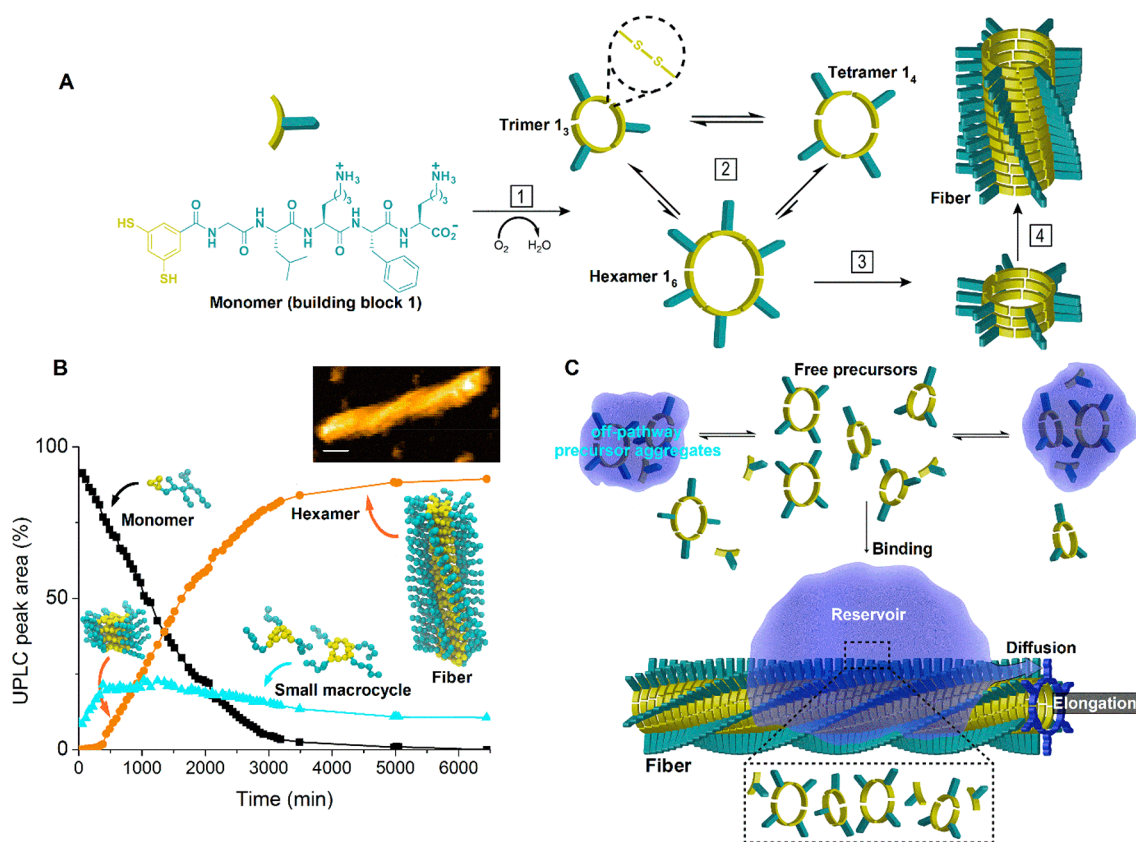 A
S
S
Trimer 1₃
Tetramer 1₄
Fiber
1
O₂
H₂O
2
Hexamer 1₆
3
4
SH
SH
O
N
H
O
H
N
O
N
H
O
H
N
O
N
H
CO₂⁻
+
NH₃
( )₃
+
NH₃
( )₃
Monomer (building block 1)
B
UPLC peak area (%)
100
50
0
Monomer
Hexamer
Small macrocycle
Fiber
0
1000
2000
3000
4000
5000
6000
Time (min)
C
Free precursors
off-pathway
precursor aggregates
Binding
Reservoir
Diffusion
Elongation
Fiber